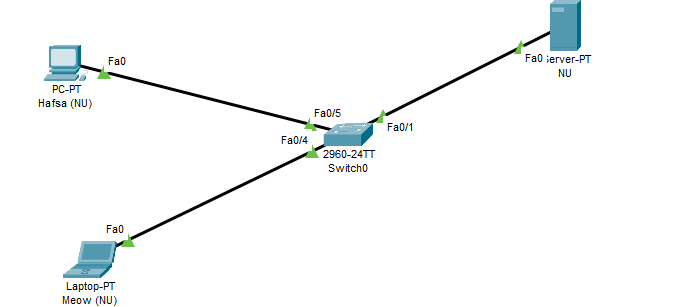 Fa0
PC-PT
Hafsa (NU)
Fa0
Server-PT
NU
Fa0/5
Fa0/4
Fa0/1
2960-24TT
Switch0
Fa0
Laptop-PT
Meow (NU)